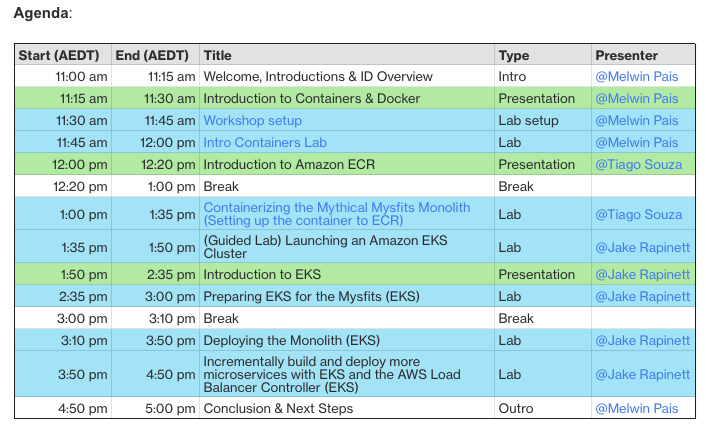 Agenda:
Start (AEDT) End (AEDT) Title Type Presenter
11:00 am 11:15 am Welcome, Introductions & ID Overview Intro @Melwin Pais
11:15 am 11:30 am Introduction to Containers & Docker Presentation @Melwin Pais
11:30 am 11:45 am Workshop setup Lab setup @Melwin Pais
11:45 am 12:00 pm Intro Containers Lab Lab @Melwin Pais
12:00 pm 12:20 pm Introduction to Amazon ECR Presentation @Tiago Souza
12:20 pm 1:00 pm Break Break
1:00 pm 1:35 pm Containerizing the Mythical Mysfits Monolith
(Setting up the container to ECR) Lab @Tiago Souza
1:35 pm 1:50 pm (Guided Lab) Launching an Amazon EKS
Cluster Lab @Jake Rapinett
1:50 pm 2:35 pm Introduction to EKS Presentation @Jake Rapinett
2:35 pm 3:00 pm Preparing EKS for the Mysfits (EKS) Lab @Jake Rapinett
3:00 pm 3:10 pm Break Break
3:10 pm 3:50 pm Deploying the Monolith (EKS) Lab @Jake Rapinett
3:50 pm 4:50 pm Incrementally build and deploy more
microservices with EKS and the AWS Load
Balancer Controller (EKS) Lab @Jake Rapinett
4:50 pm 5:00 pm Conclusion & Next Steps Outro @Melwin Pais